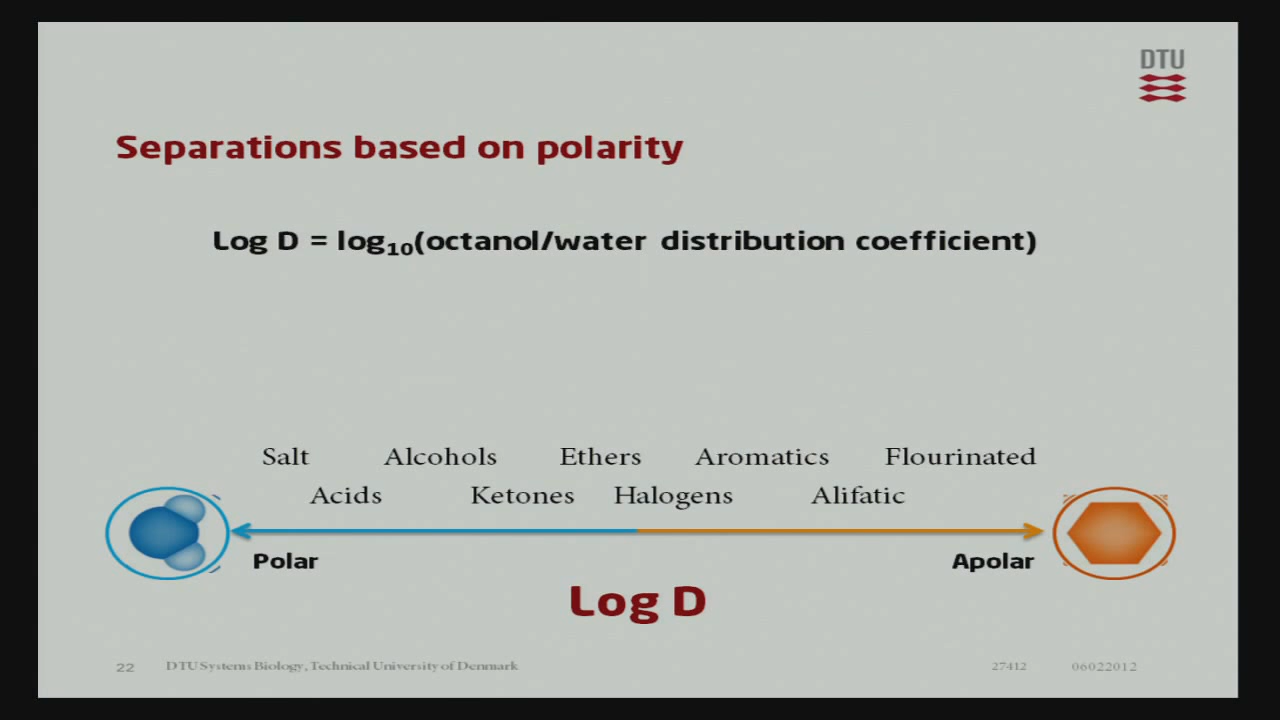 DTU
Separations based on polarity
Log D = log₁₀(octanol/water distribution coefficient)
Salt Alcohols Ethers Aromatics Flourinated
Acids Ketones Halogens Alifatic
Polar Apolar
Log D
22 DTU Systems Biology, Technical University of Denmark 27412 06022012